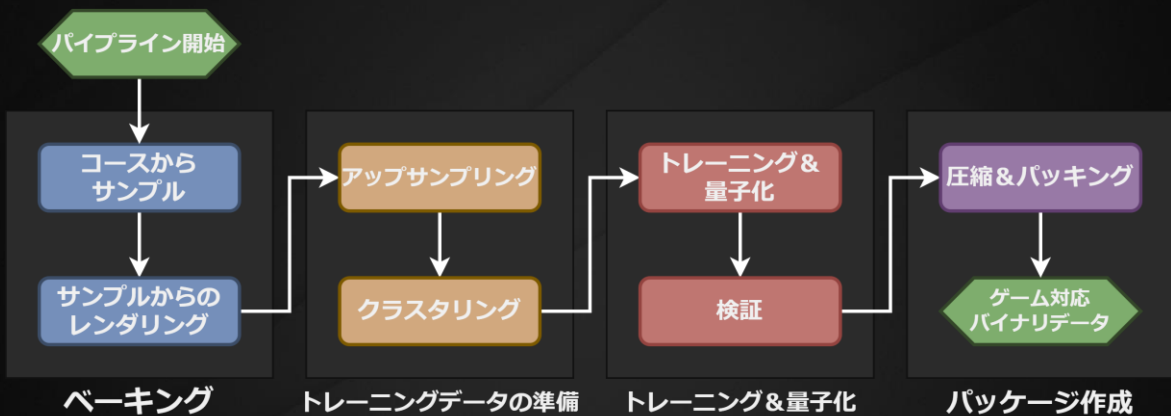 パイプライン開始
コースから
サンプル
サンプルからの
レンダリング
ベーキング
アップサンプリング
クラスタリング
トレーニングデータの準備
トレーニング&
量子化
検証
トレーニング&量子化
圧縮&パッキング
ゲーム対応
バイナリデータ
パッケージ作成